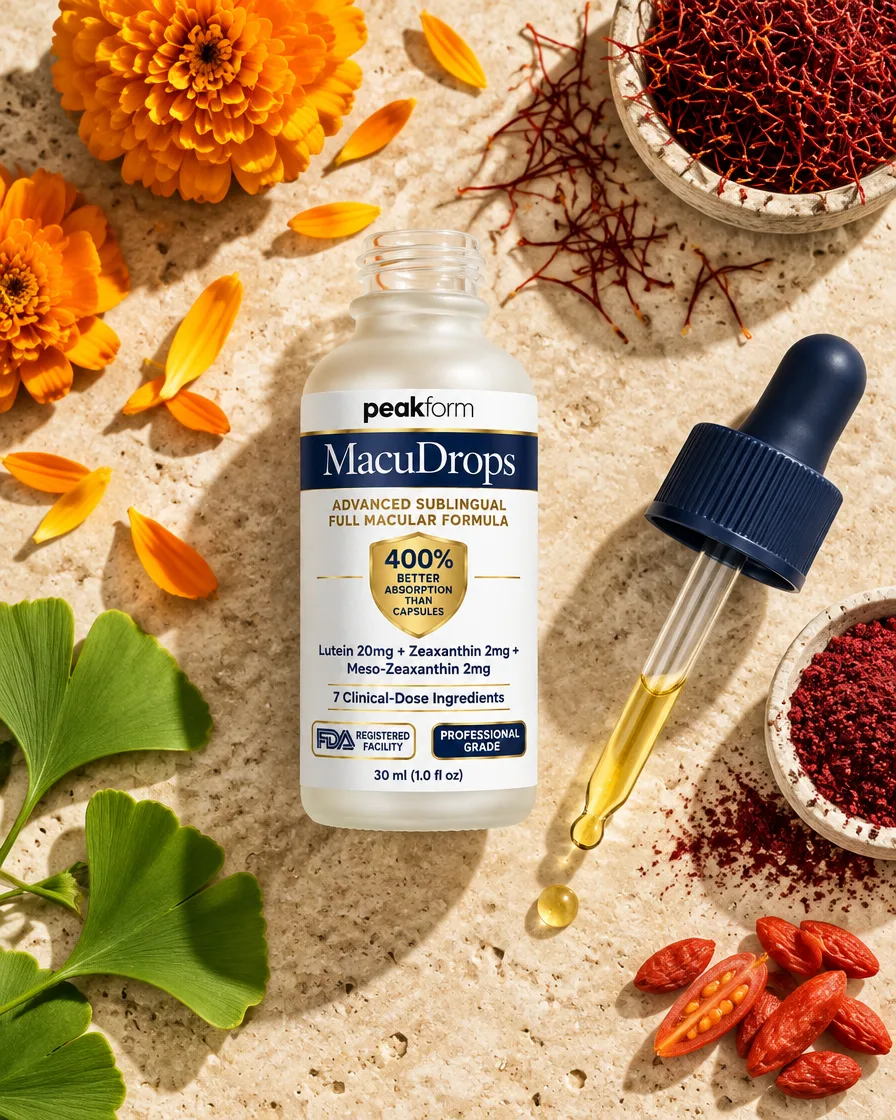 peakform
MacuDrops
ADVANCED SUBLINGUAL
FULL MACULAR FORMULA
400%
BETTER
ABSORPTION
THAN
CAPSULES
Lutein 20mg + Zeaxanthin 2mg +
Meso-Zeaxanthin 2mg
7 Clinical-Dose Ingredients
FDA REGISTERED
FACILITY
PROFESSIONAL
GRADE
30 ml (1.0 fl oz)